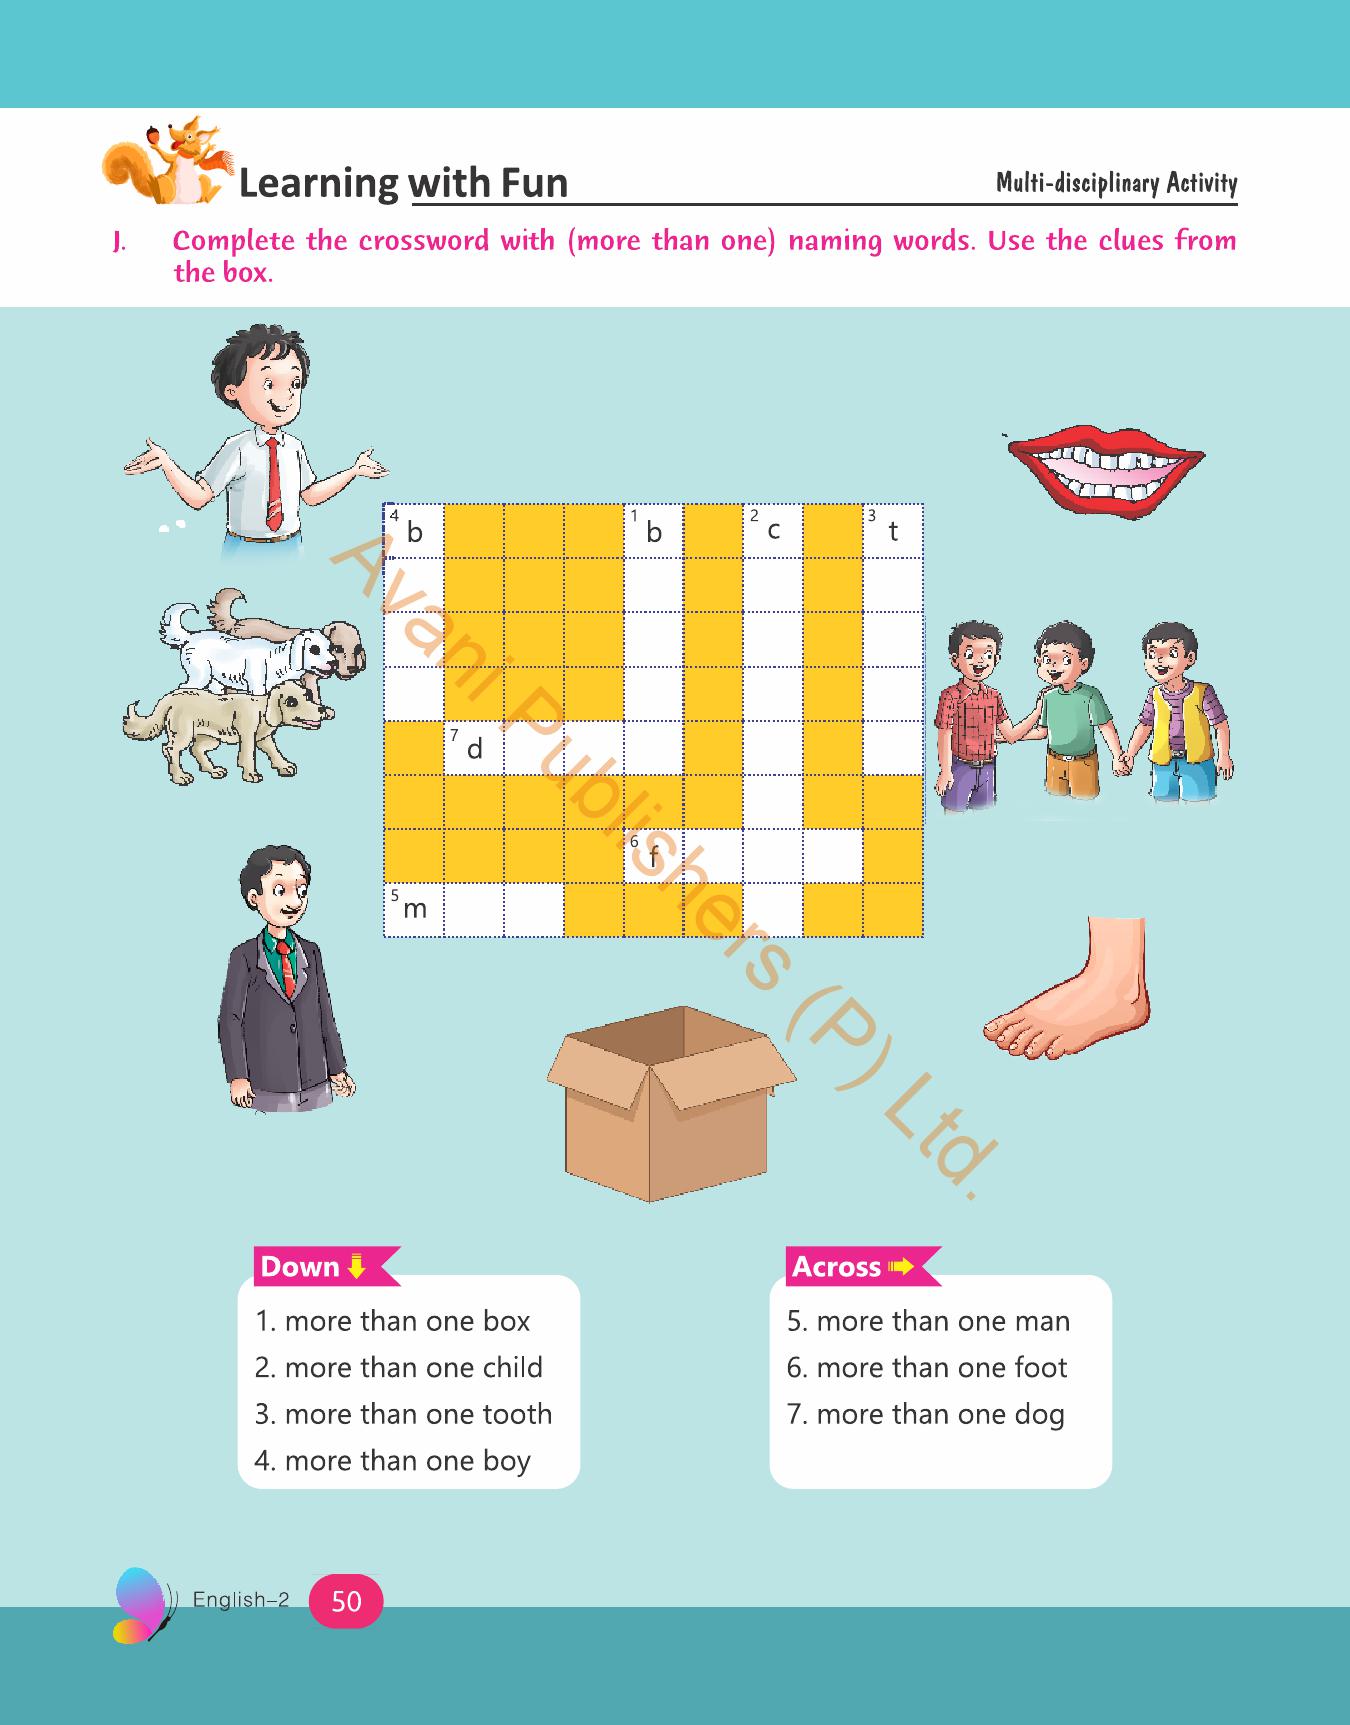 Learning with Fun
Multi-disciplinary Activity
J. Complete the crossword with (more than one) naming words. Use the clues from
the box.
4 b 1 b 2 c 3 t
7 d
6 f
5 m
Avani Publishers (P) Ltd.
Down
1. more than one box
2. more than one child
3. more than one tooth
4. more than one boy
Across
5. more than one man
6. more than one foot
7. more than one dog
English–2 50